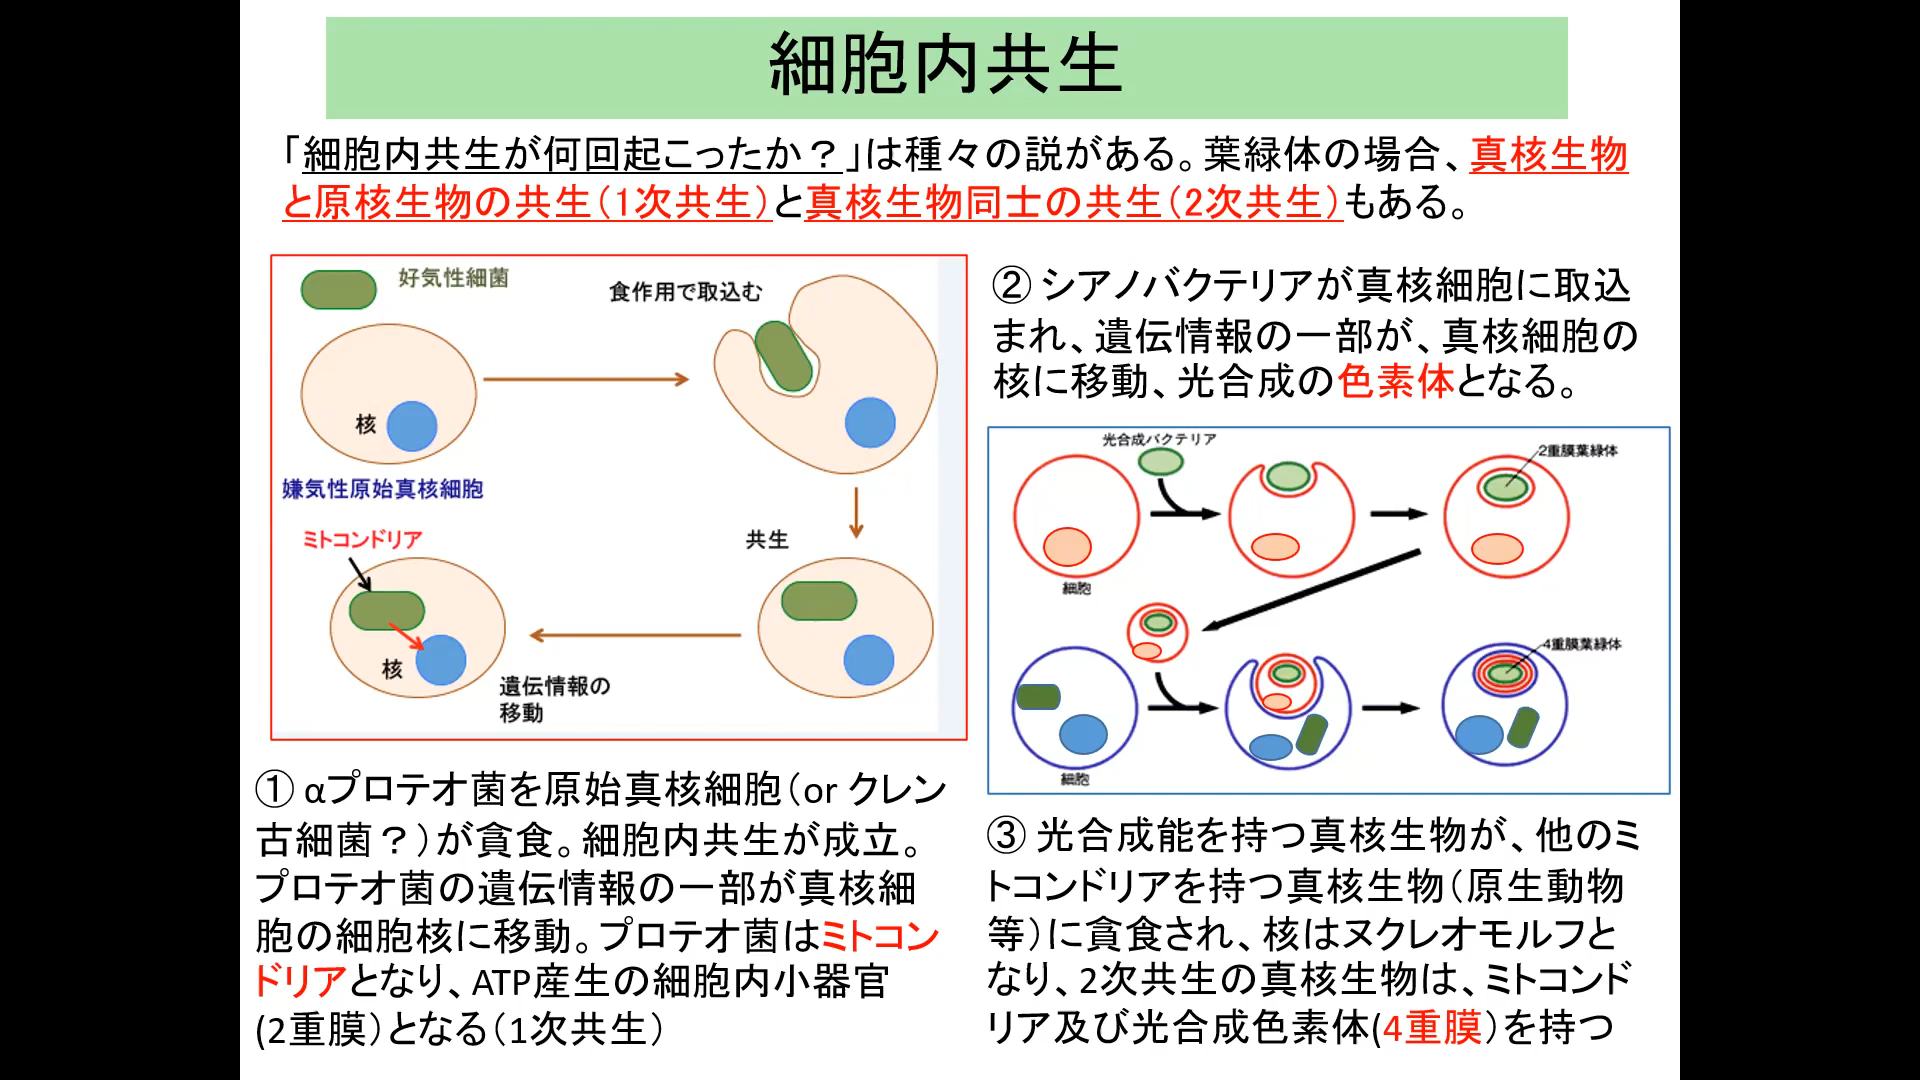 細胞内共生
「細胞内共生が何回起こったか？」は種々の説がある。葉緑体の場合、真核生物
と原核生物の共生（1次共生）と真核生物同士の共生（2次共生）もある。
好気性細菌
食作用で取込む
核
嫌気性原始真核細胞
ミトコンドリア
共生
核
遺伝情報の
移動
① αプロテオ菌を原始真核細胞（or クレン
古細菌？）が貪食。細胞内共生が成立。
プロテオ菌の遺伝情報の一部が真核細
胞の細胞核に移動。プロテオ菌はミトコン
ドリアとなり、ATP産生の細胞内小器官
(2重膜）となる（1次共生）
② シアノバクテリアが真核細胞に取込
まれ、遺伝情報の一部が、真核細胞の
核に移動、光合成の色素体となる。
光合成バクテリア
2重膜葉緑体
細胞
4重膜葉緑体
細胞
③ 光合成能を持つ真核生物が、他のミ
トコンドリアを持つ真核生物（原生動物
等）に貪食され、核はヌクレオモルフと
なり、2次共生の真核生物は、ミトコンド
リア及び光合成色素体(4重膜）を持つ